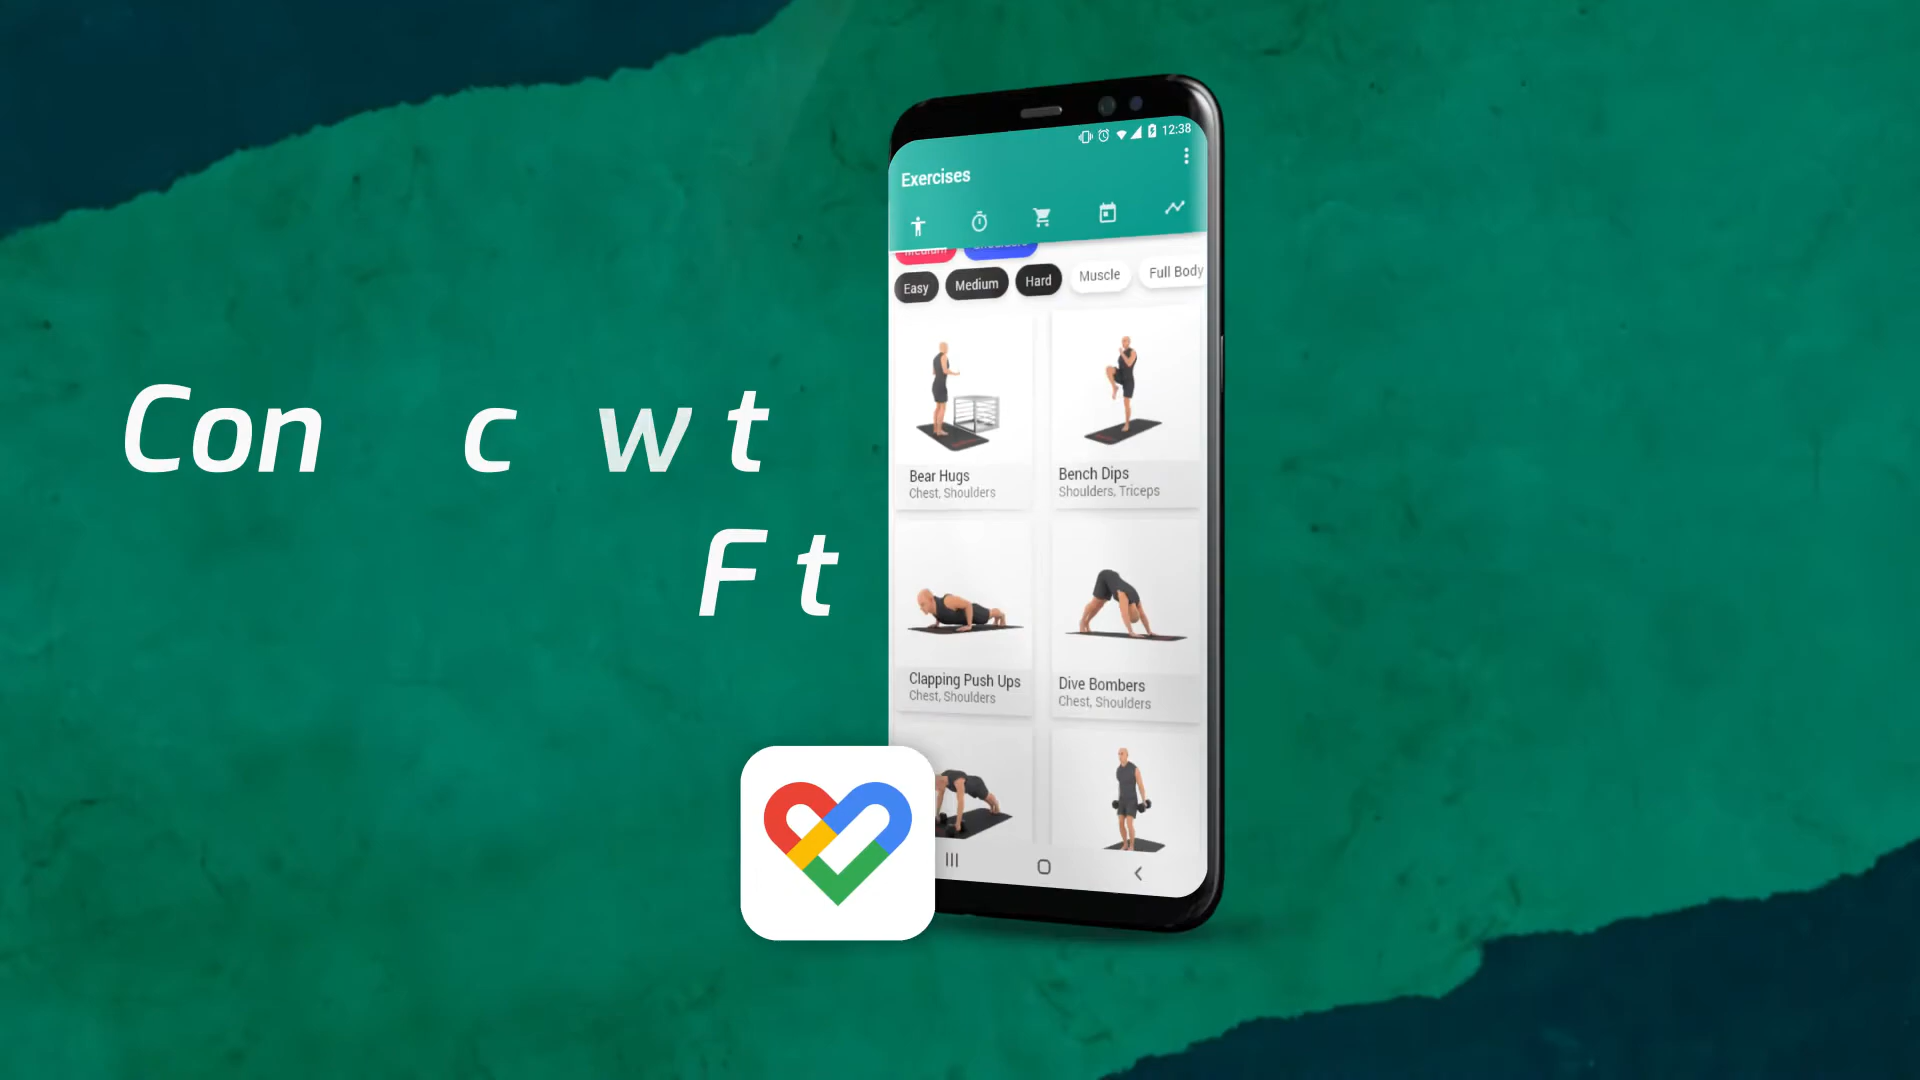 Con c w t
F t
12:38
Exercises
Medium
Easy Medium Hard Muscle Full Body
Bear Hugs
Chest, Shoulders
Bench Dips
Shoulders, Triceps
Clapping Push Ups
Chest, Shoulders
Dive Bombers
Chest, Shoulders